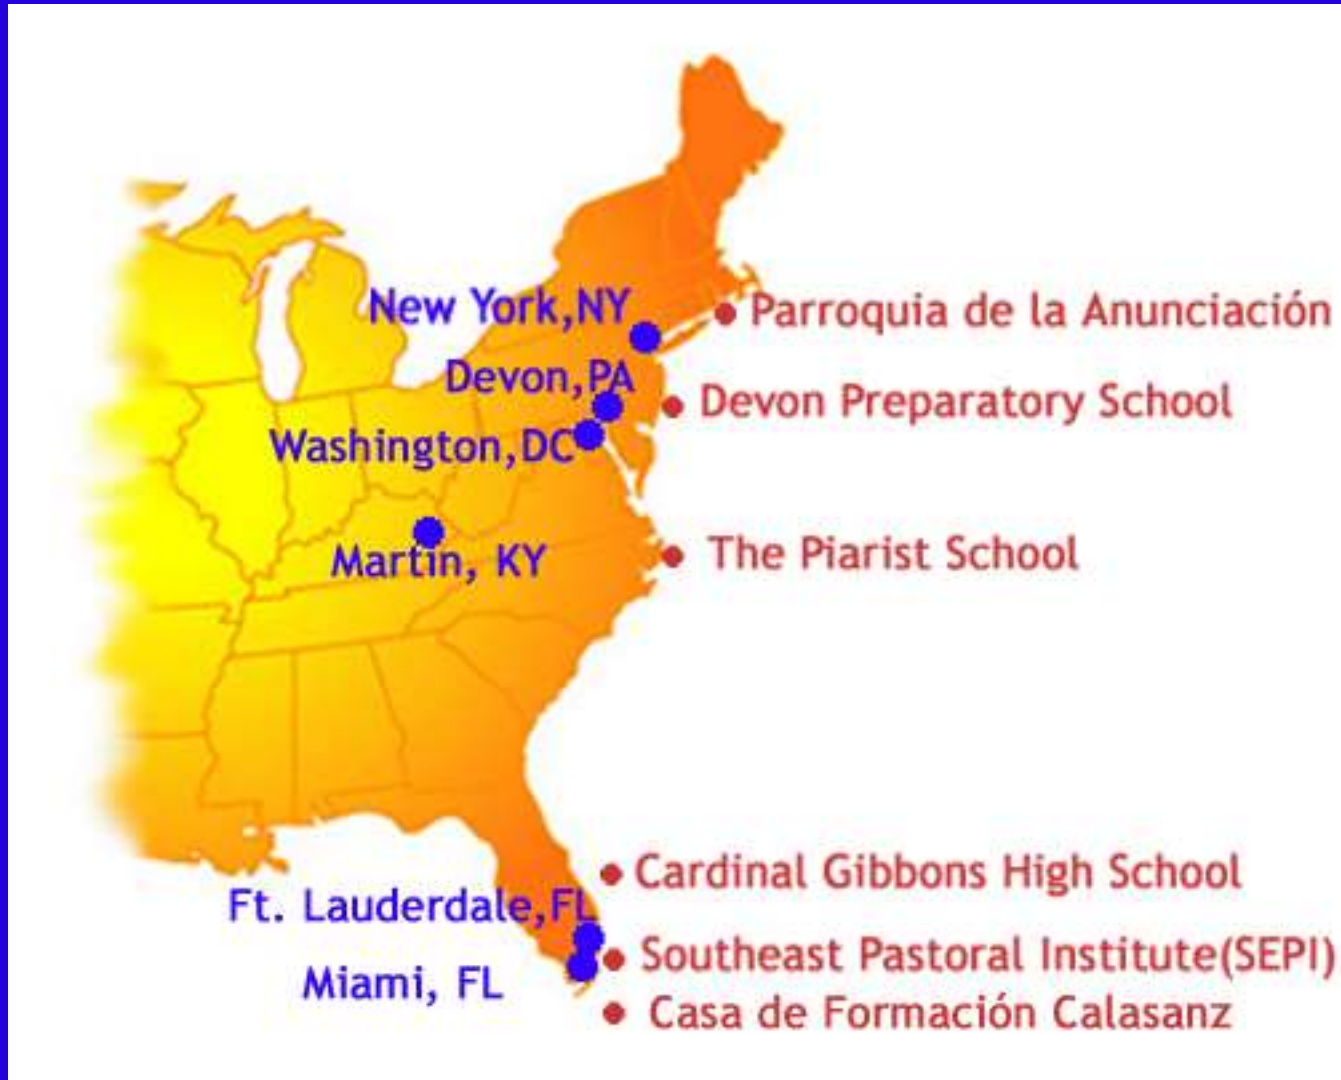 New York,NY
Parroquia de la Anunciación
Devon,PA
Devon Preparatory School
Washington,DC
Martin, KY
The Piarist School
Cardinal Gibbons High School
Ft. Lauderdale,FL
Southeast Pastoral Institute(SEPI)
Miami, FL
Casa de Formación Calasanz